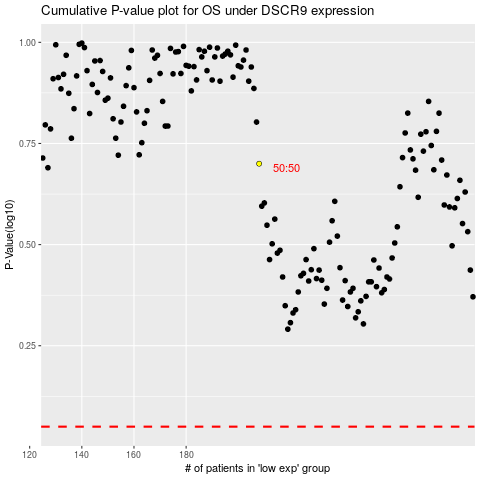 Cumulative P-value plot for OS under DSCR9 expression
P-Value(log10)
1.00
0.75
0.50
0.25
50:50
120 140 160 180
# of patients in 'low exp' group